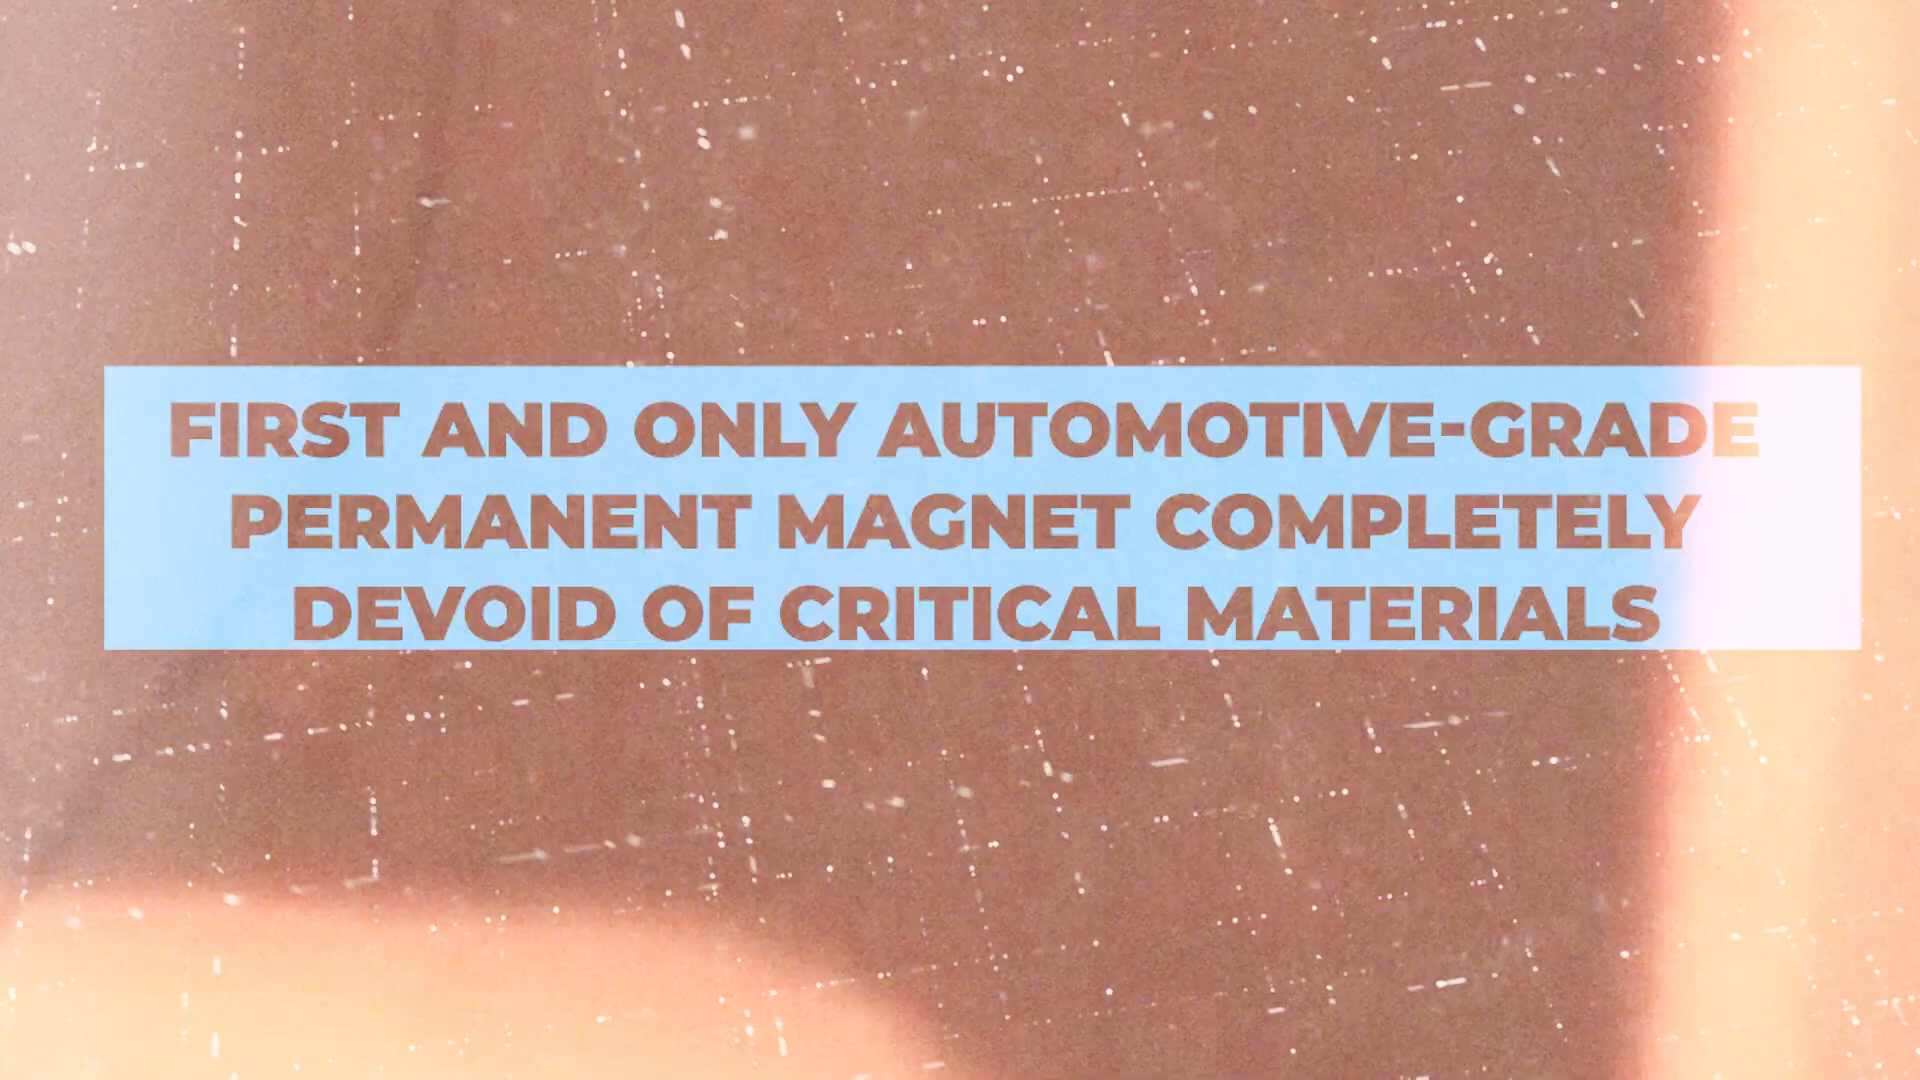 FIRST AND ONLY AUTOMOTIVE-GRADE
PERMANENT MAGNET COMPLETELY
DEVOID OF CRITICAL MATERIALS